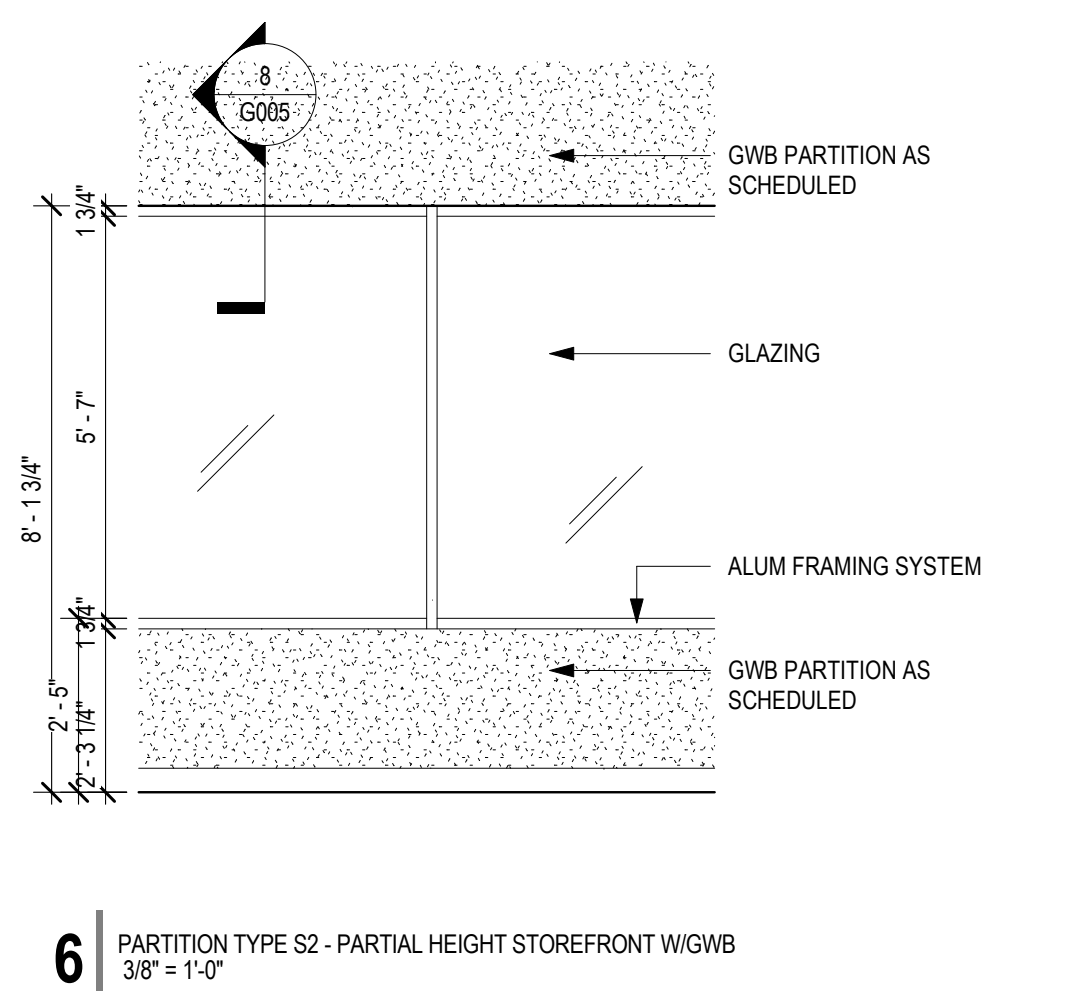 8
G005
GWB PARTITION AS
SCHEDULED
1 3/4"
GLAZING
5' - 7"
8' - 1 3/4"
ALUM FRAMING SYSTEM
1 3/4"
GWB PARTITION AS
SCHEDULED
2' - 5"
2' - 3 1/4"
6
PARTITION TYPE S2 - PARTIAL HEIGHT STOREFRONT W/GWB
3/8" = 1'-0"